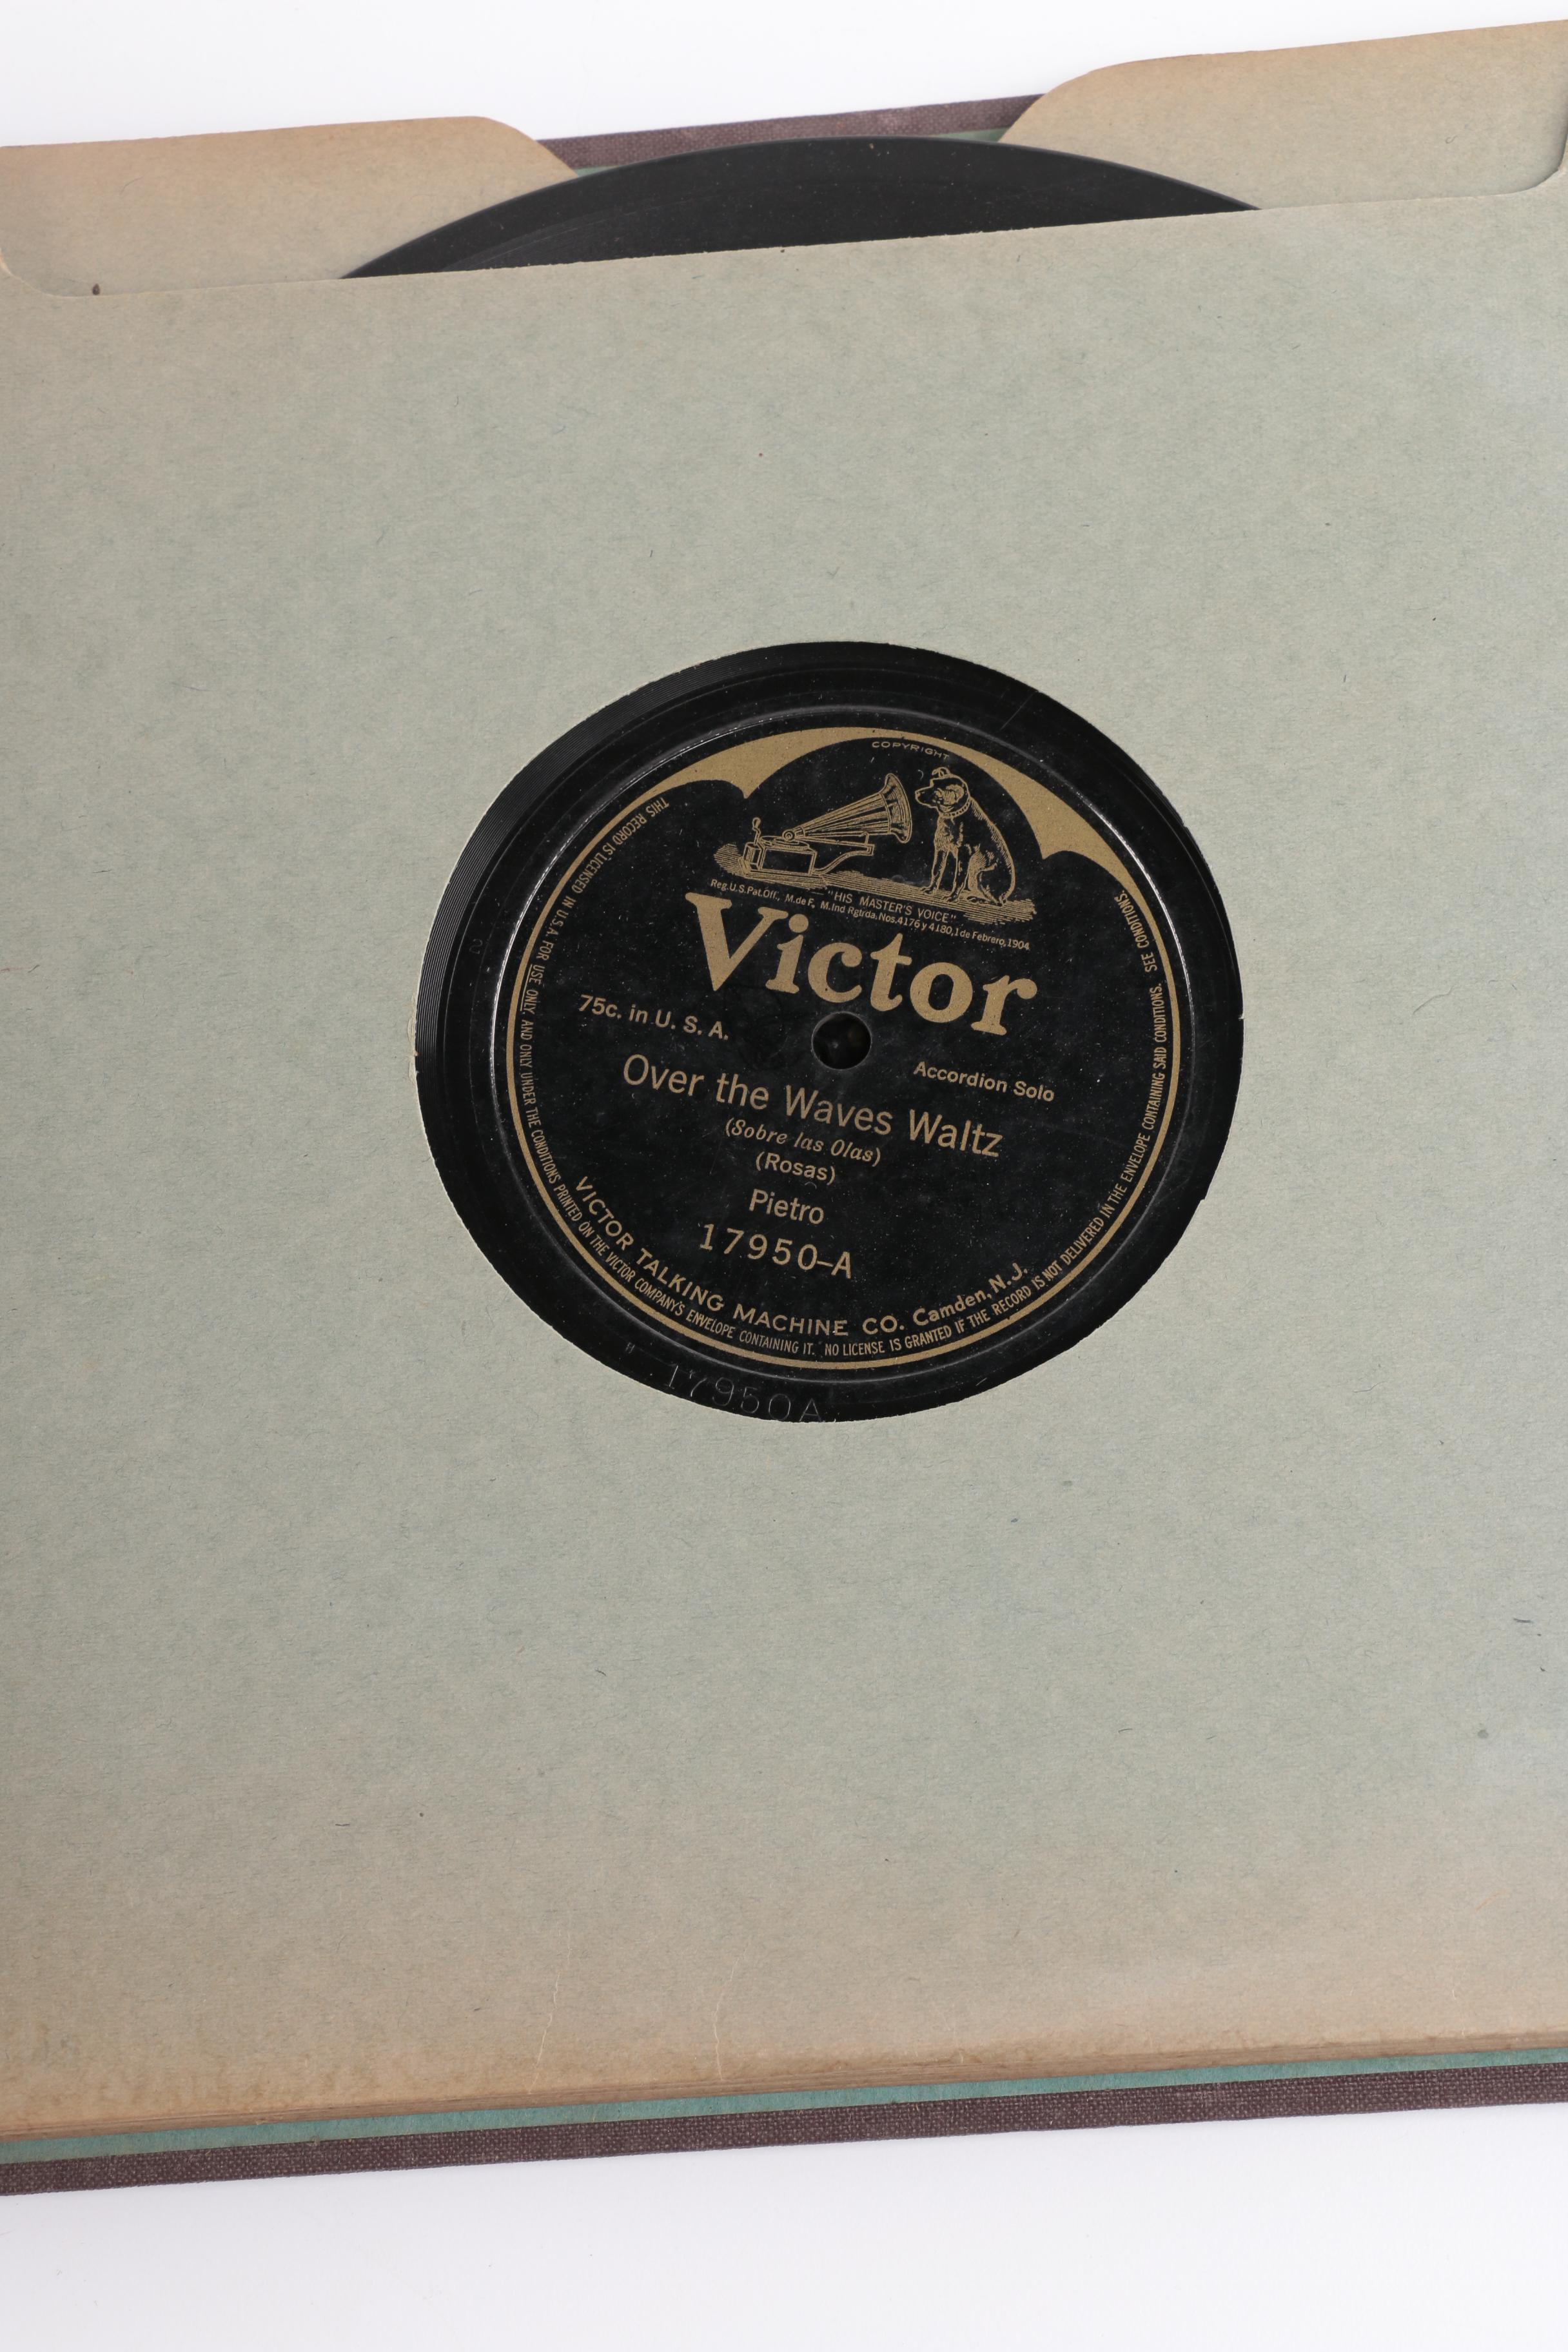 COPYRIGHT
"HIS MASTER'S VOICE"
Reg.U.S.Pat.Off., M.de F., M.Ind Rgtrda.Nos.4176 y 4180,1 de Febrero,1904
Victor
75c. in U. S. A.
Accordion Solo
Over the Waves Waltz
(Sobre las Olas)
(Rosas)
Pietro
17950–A
VICTOR TALKING MACHINE CO. Camden, N.J.
THIS RECORD IS LICENSED IN U.S.A. FOR USE ONLY, AND ONLY UNDER THE CONDITIONS PRINTED ON THE VICTOR COMPANY'S ENVELOPE CONTAINING IT. NO LICENSE IS GRANTED IF THE RECORD IS NOT DELIVERED IN THE ENVELOPE CONTAINING SAID CONDITIONS. SEE CONDITIONS.
17950A